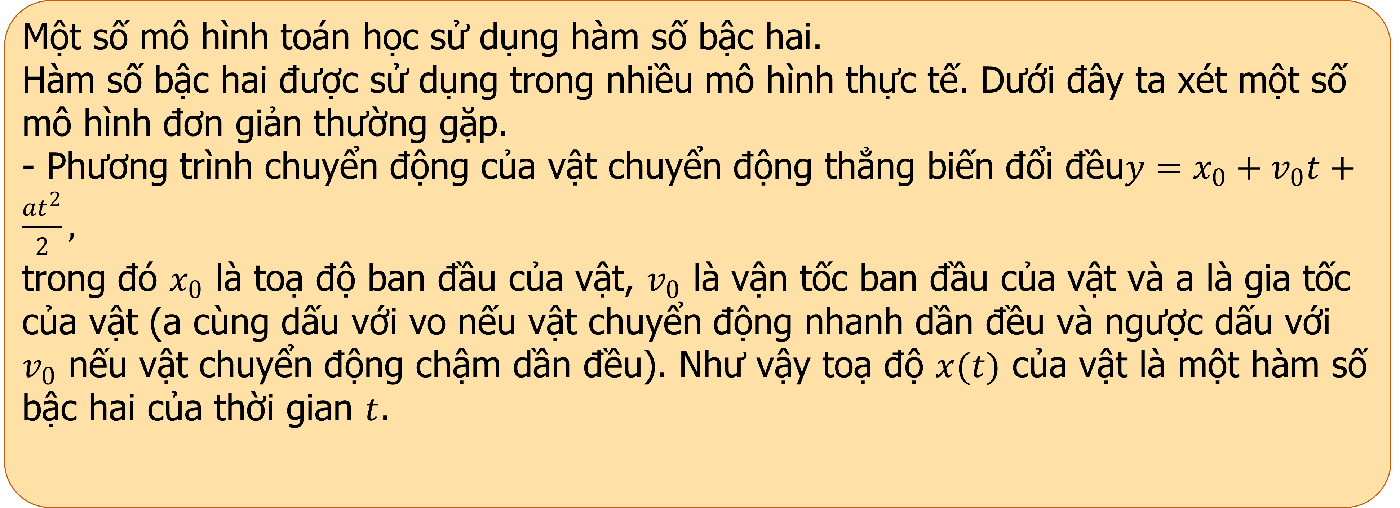 Một số mô hình toán học sử dụng hàm số bậc hai.
Hàm số bậc hai được sử dụng trong nhiều mô hình thực tế. Dưới đây ta xét một số
mô hình đơn giản thường gặp.
- Phương trình chuyển động của vật chuyển động thẳng biến đổi đều𝑦 = 𝑥₀ + 𝑣₀𝑡 +
𝑎𝑡²/2,
trong đó 𝑥₀ là toạ độ ban đầu của vật, 𝑣₀ là vận tốc ban đầu của vật và a là gia tốc
của vật (a cùng dấu với vo nếu vật chuyển động nhanh dần đều và ngược dấu với
𝑣₀ nếu vật chuyển động chậm dần đều). Như vậy toạ độ 𝑥(𝑡) của vật là một hàm số
bậc hai của thời gian 𝑡.